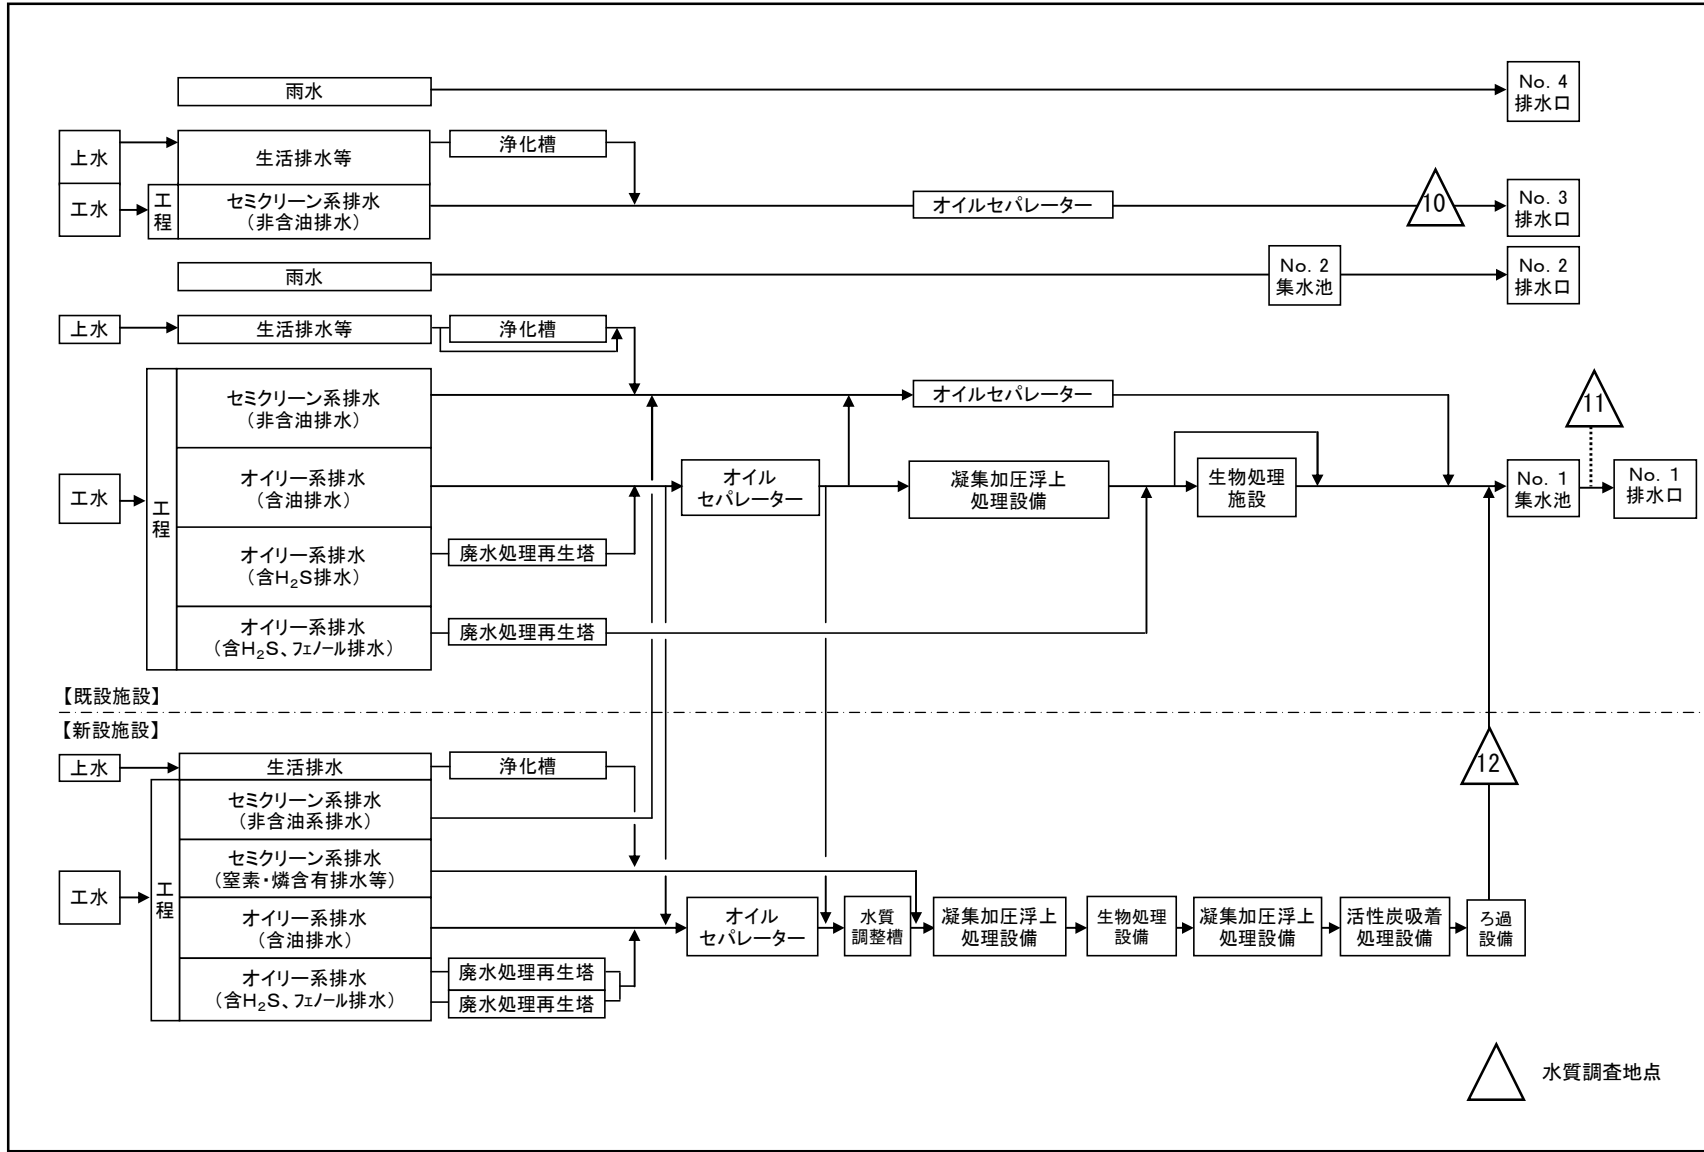 雨水
No. 4
排水口
上水
生活排水等
浄化槽
工水
工
程
セミクリーン系排水
(非含油排水)
オイルセパレーター
10
No. 3
排水口
雨水
No. 2
集水池
No. 2
排水口
上水
生活排水等
浄化槽
工水
工
程
セミクリーン系排水
(非含油排水)
オイルセパレーター
11
オイリー系排水
(含油排水)
オイル
セパレーター
凝集加圧浮上
処理設備
生物処理
施設
No. 1
集水池
No. 1
排水口
オイリー系排水
(含H₂S排水)
廃水処理再生塔
オイリー系排水
(含H₂S、フェノール排水)
廃水処理再生塔
【既設施設】
【新設施設】
上水
生活排水
浄化槽
12
工水
工
程
セミクリーン系排水
(非含油系排水)
セミクリーン系排水
(窒素・燐含有排水等)
オイリー系排水
(含油排水)
オイル
セパレーター
水質
調整槽
凝集加圧浮上
処理設備
生物処理
設備
凝集加圧浮上
処理設備
活性炭吸着
処理設備
ろ過
設備
オイリー系排水
(含H₂S、フェノール排水)
廃水処理再生塔
廃水処理再生塔
水質調査地点